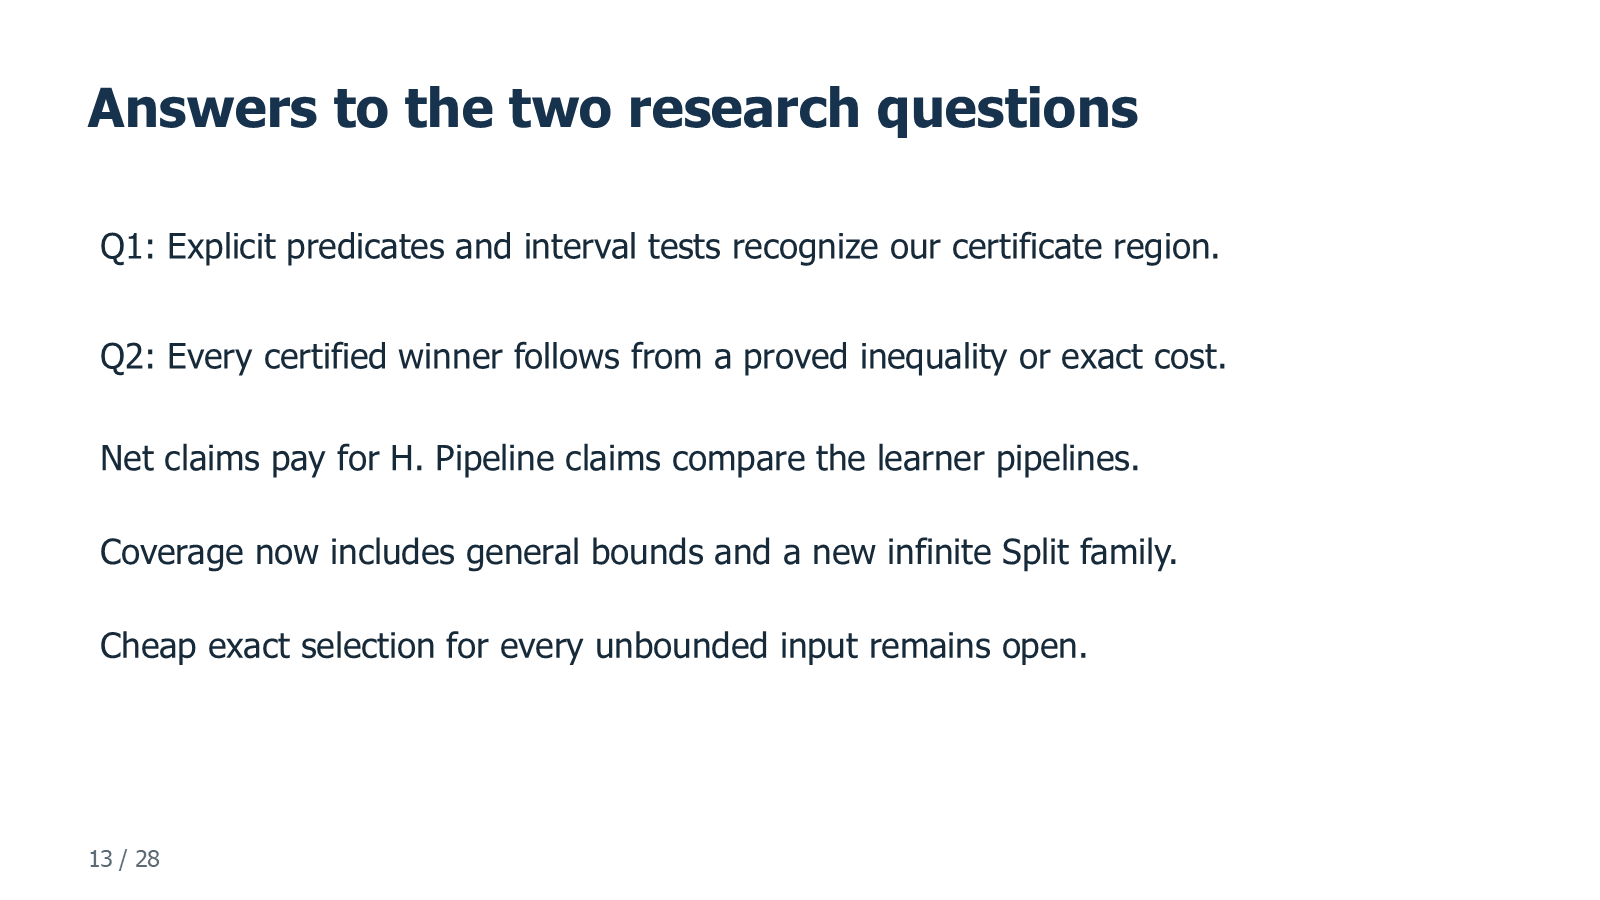 Answers to the two research questions
Q1: Explicit predicates and interval tests recognize our certificate region.
Q2: Every certified winner follows from a proved inequality or exact cost.
Net claims pay for H. Pipeline claims compare the learner pipelines.
Coverage now includes general bounds and a new infinite Split family.
Cheap exact selection for every unbounded input remains open.
13 / 28